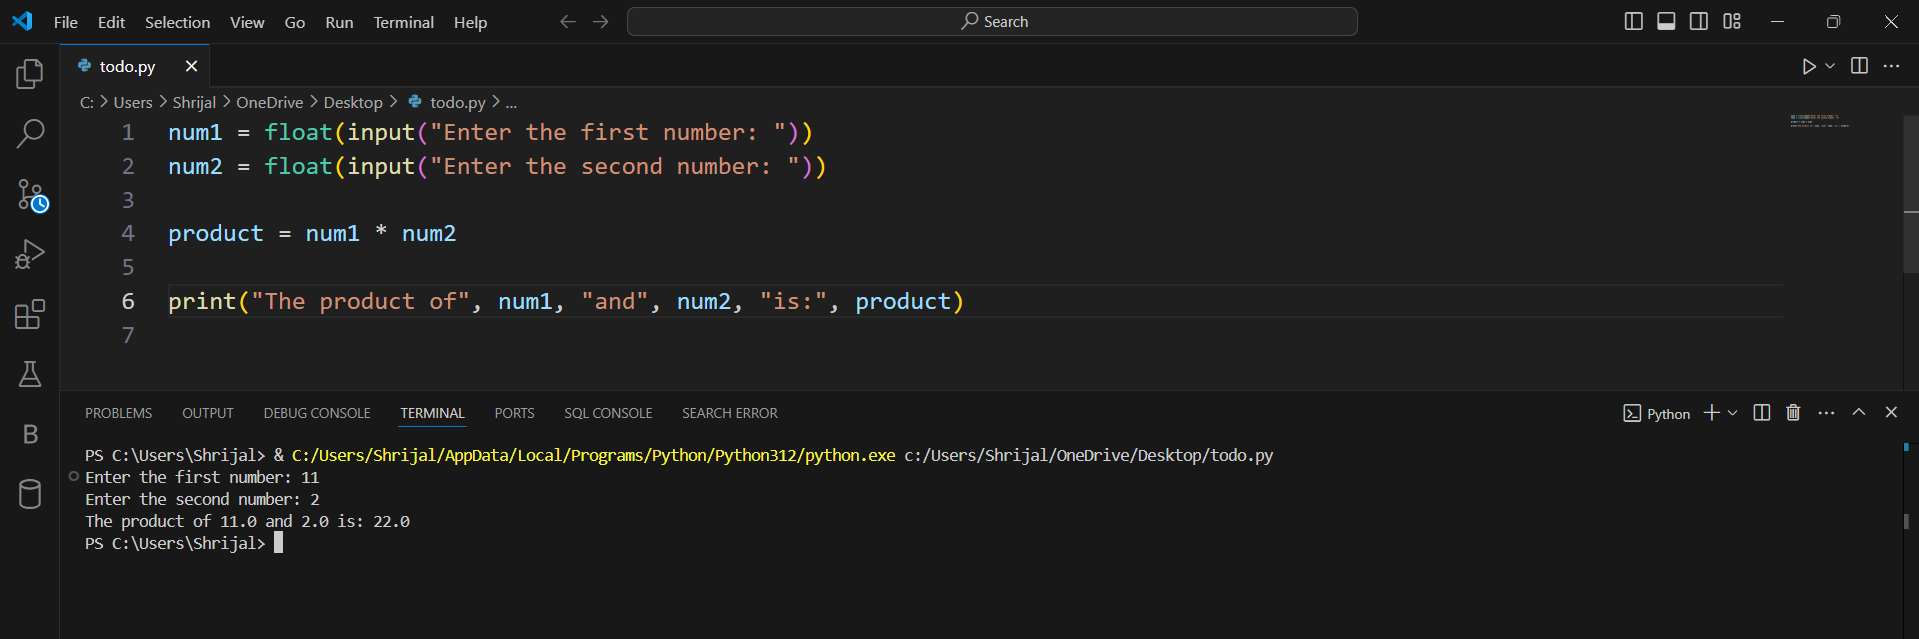 File Edit Selection View Go Run Terminal Help Search
todo.py
C: > Users > Shrijal > OneDrive > Desktop > todo.py > ...
1 num1 = float(input("Enter the first number: "))
2 num2 = float(input("Enter the second number: "))
3
4 product = num1 * num2
5
6 print("The product of", num1, "and", num2, "is:", product)
7
B
PROBLEMS OUTPUT DEBUG CONSOLE TERMINAL PORTS SQL CONSOLE SEARCH ERROR Python
PS C:\Users\Shrijal> & C:/Users/Shrijal/AppData/Local/Programs/Python/Python312/python.exe c:/Users/Shrijal/OneDrive/Desktop/todo.py
Enter the first number: 11
Enter the second number: 2
The product of 11.0 and 2.0 is: 22.0
PS C:\Users\Shrijal>